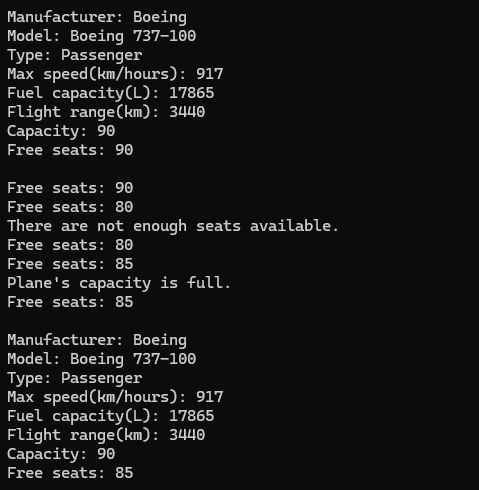 Manufacturer: Boeing
Model: Boeing 737-100
Type: Passenger
Max speed(km/hours): 917
Fuel capacity(L): 17865
Flight range(km): 3440
Capacity: 90
Free seats: 90

Free seats: 90
Free seats: 80
There are not enough seats available.
Free seats: 80
Free seats: 85
Plane's capacity is full.
Free seats: 85

Manufacturer: Boeing
Model: Boeing 737-100
Type: Passenger
Max speed(km/hours): 917
Fuel capacity(L): 17865
Flight range(km): 3440
Capacity: 90
Free seats: 85